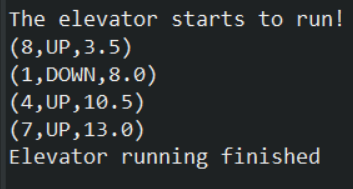 The elevator starts to run!
(8,UP,3.5)
(1,DOWN,8.0)
(4,UP,10.5)
(7,UP,13.0)
Elevator running finished